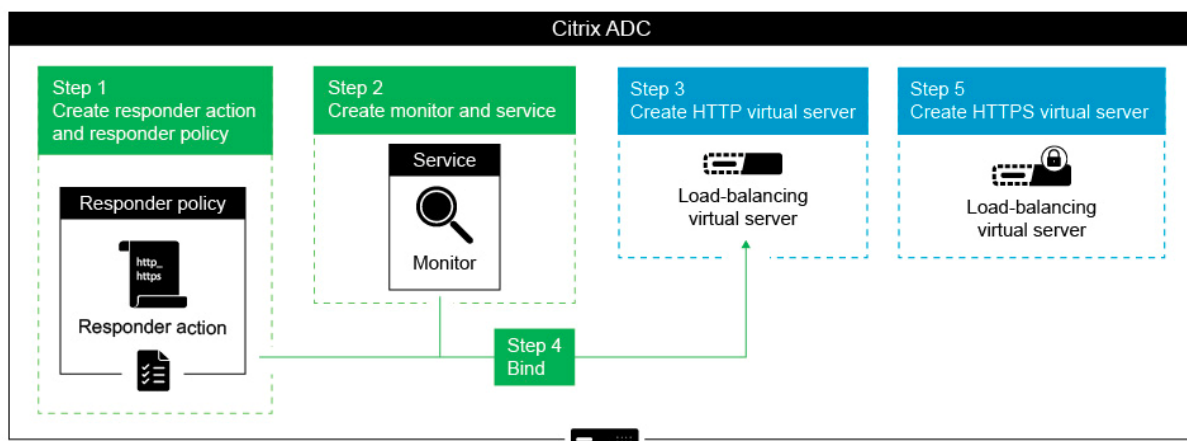 Citrix ADC
Step 1
Create responder action
and responder policy
Responder policy
http_
https
Responder action
Step 2
Create monitor and service
Service
Monitor
Step 3
Create HTTP virtual server
Load-balancing
virtual server
Step 4
Bind
Step 5
Create HTTPS virtual server
Load-balancing
virtual server